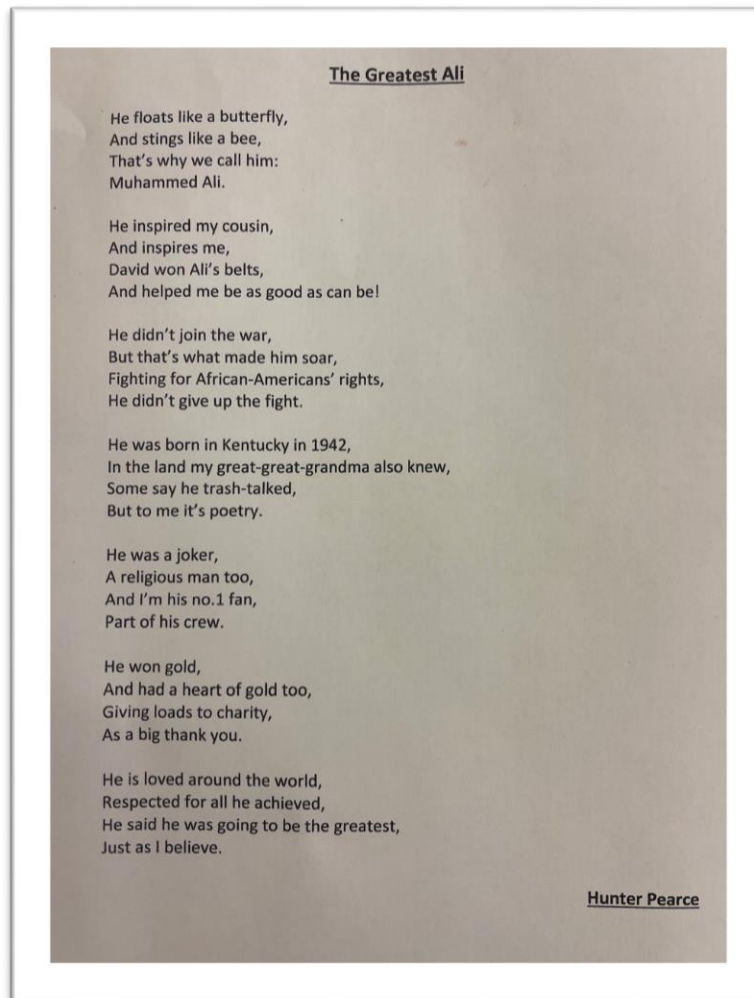 The Greatest Ali
He floats like a butterfly,
And stings like a bee,
That's why we call him:
Muhammed Ali.
He inspired my cousin,
And inspires me,
David won Ali's belts,
And helped me be as good as can be!
He didn't join the war,
But that's what made him soar,
Fighting for African-Americans' rights,
He didn't give up the fight.
He was born in Kentucky in 1942,
In the land my great-great-grandma also knew,
Some say he trash-talked,
But to me it's poetry.
He was a joker,
A religious man too,
And I'm his no.1 fan,
Part of his crew.
He won gold,
And had a heart of gold too,
Giving loads to charity,
As a big thank you.
He is loved around the world,
Respected for all he achieved,
He said he was going to be the greatest,
Just as I believe.
Hunter Pearce